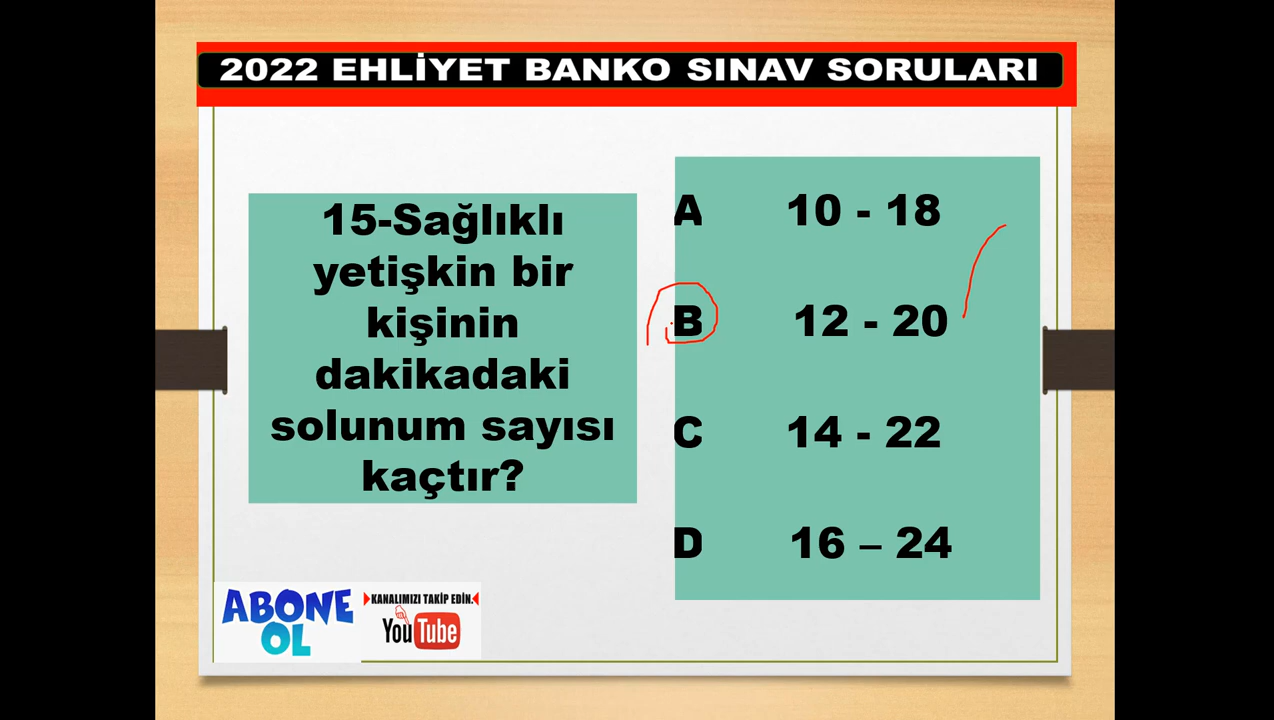 2022 EHLİYET BANKO SINAV SORULARI
15-Sağlıklı
yetişkin bir
kişinin
dakikadaki
solunum sayısı
kaçtır?
A 10 - 18
B 12 - 20
C 14 - 22
D 16 – 24
ABONE
OL
KANALIMIZI TAKİP EDİN.
YouTube